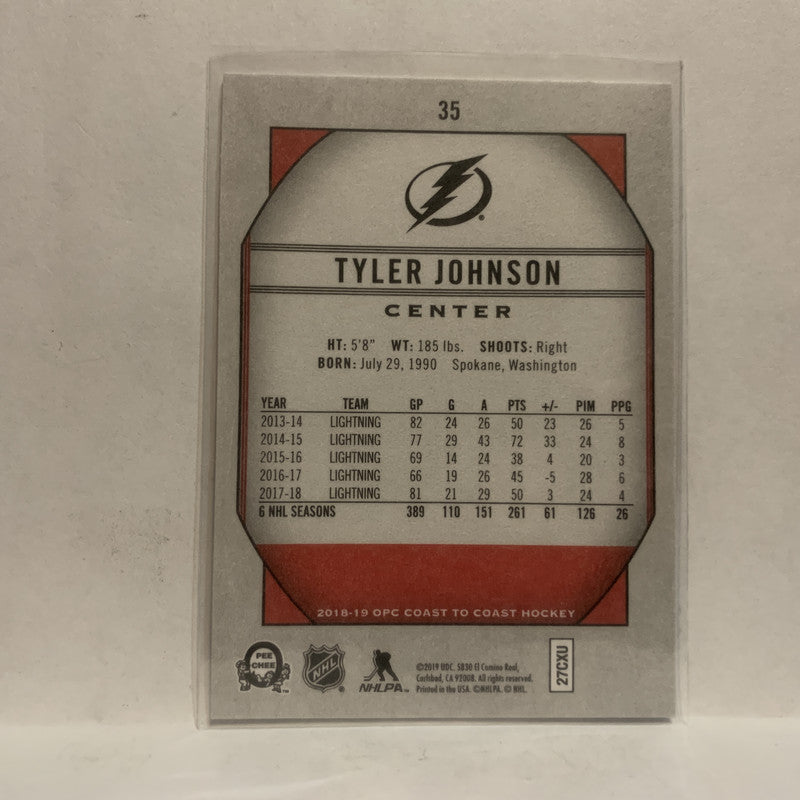 35
TYLER JOHNSON
CENTER
HT: 5'8" WT: 185 lbs. SHOOTS: Right
BORN: July 29, 1990 Spokane, Washington
YEAR TEAM GP G A PTS +/- PIM PPG
2013-14 LIGHTNING 82 24 26 50 23 26 5
2014-15 LIGHTNING 77 29 43 72 33 24 8
2015-16 LIGHTNING 69 14 24 38 4 20 3
2016-17 LIGHTNING 66 19 26 45 -5 28 6
2017-18 LIGHTNING 81 21 29 50 3 24 4
6 NHL SEASONS 389 110 151 261 61 126 26
2018-19 OPC COAST TO COAST HOCKEY
PEE
CHEE
NHL
NHLPA
©2019 UDC. 5830 El Camino Real,
Carlsbad, CA 92008. All rights reserved.
Printed in the USA. ©NHLPA. © NHL.
27CXU